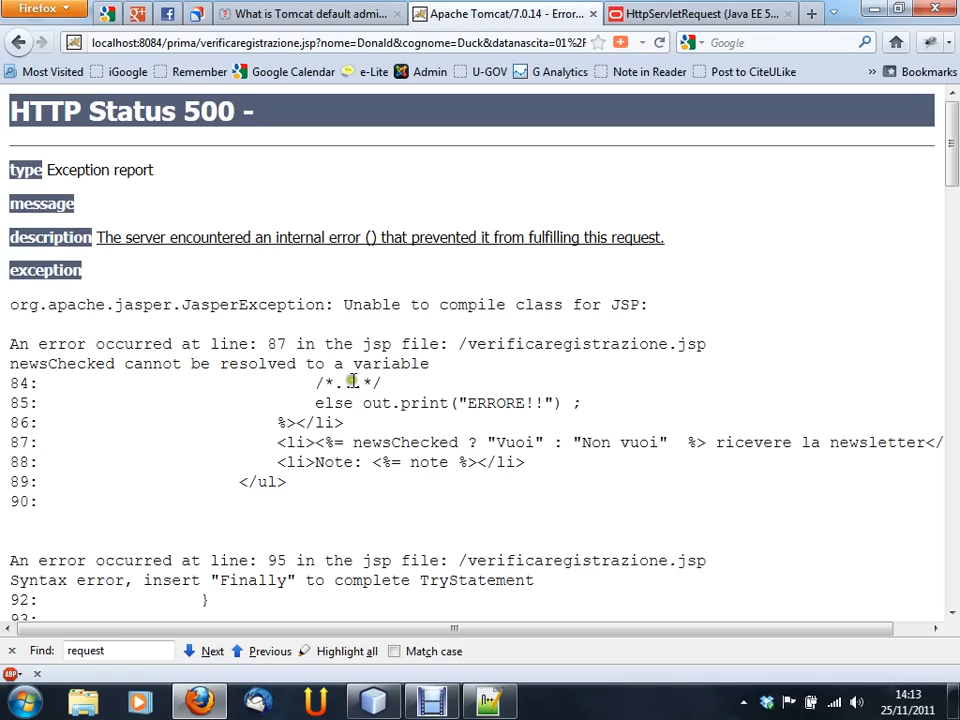 Firefox
What is Tomcat default admi...
Apache Tomcat/7.0.14 - Error...
HttpServletRequest (Java EE 5...
localhost:8084/prima/verificaregistrazione.jsp?nome=Donald&cognome=Duck&datanascita=01%2F
Google
Most Visited
iGoogle
Remember
Google Calendar
e-Lite
Admin
U-GOV
G Analytics
Note in Reader
Post to CiteULike
»
Bookmarks
HTTP Status 500 -
type Exception report
message
description The server encountered an internal error () that prevented it from fulfilling this request.
exception
org.apache.jasper.JasperException: Unable to compile class for JSP:
An error occurred at line: 87 in the jsp file: /verificaregistrazione.jsp
newsChecked cannot be resolved to a variable
84: /*...*/
85: else out.print("ERRORE!!") ;
86: %></li>
87: <li><%= newsChecked ? "Vuoi" : "Non vuoi"  %> ricevere la newsletter</
88: <li>Note: <%= note %></li>
89: </ul>
90:
An error occurred at line: 95 in the jsp file: /verificaregistrazione.jsp
Syntax error, insert "Finally" to complete TryStatement
92: }
93:
× Find: request Next Previous Highlight all Match case
ABP
14:13
25/11/2011